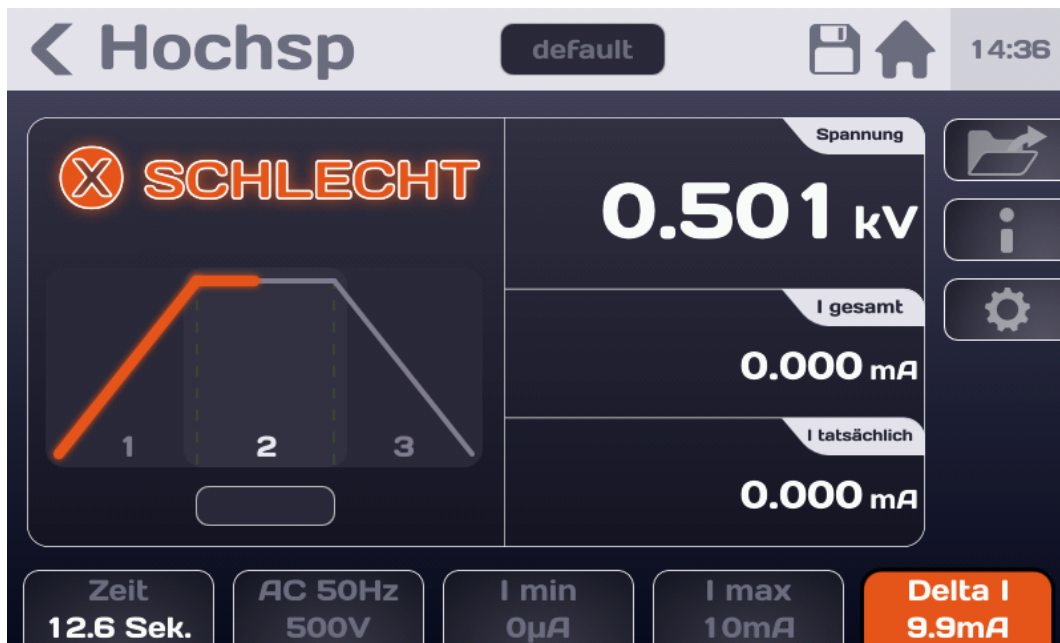 Hochsp
default
14:36
SCHLECHT
Spannung
0.501 kV
I gesamt
0.000 mA
I tatsächlich
0.000 mA
1
2
3
Zeit
12.6 Sek.
AC 50Hz
500V
I min
0µA
I max
10mA
Delta I
9.9mA